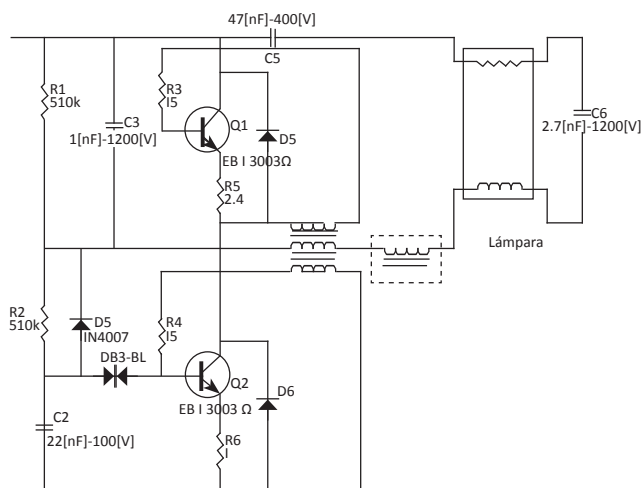 47[nF]-400[V]
C5
R1
510k
C3
1[nF]-1200[V]
R3
I5
Q1
D5
EB I 3003Ω
R5
2.4
C6
2.7[nF]-1200[V]
Lámpara
R2
510k
D5
IN4007
DB3-BL
R4
I5
Q2
EB I 3003 Ω
D6
C2
22[nF]-100[V]
R6
I